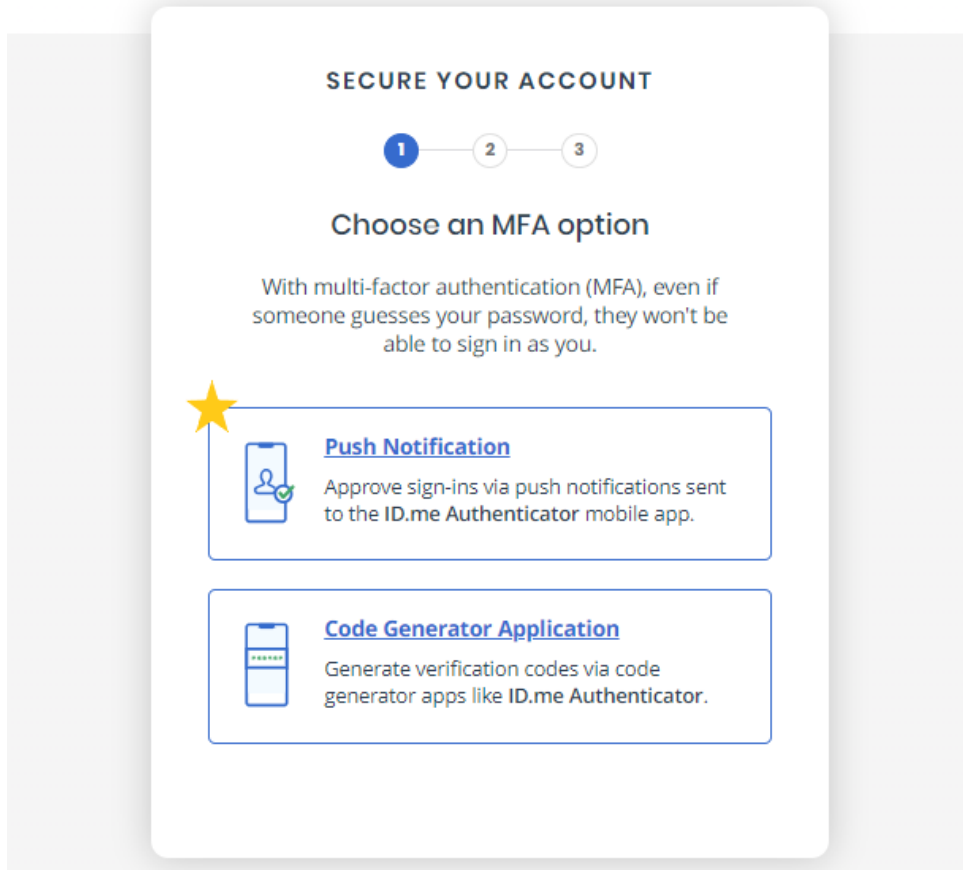 SECURE YOUR ACCOUNT
1 2 3
Choose an MFA option
With multi-factor authentication (MFA), even if
someone guesses your password, they won't be
able to sign in as you.
Push Notification
Approve sign-ins via push notifications sent
to the ID.me Authenticator mobile app.
Code Generator Application
Generate verification codes via code
generator apps like ID.me Authenticator.